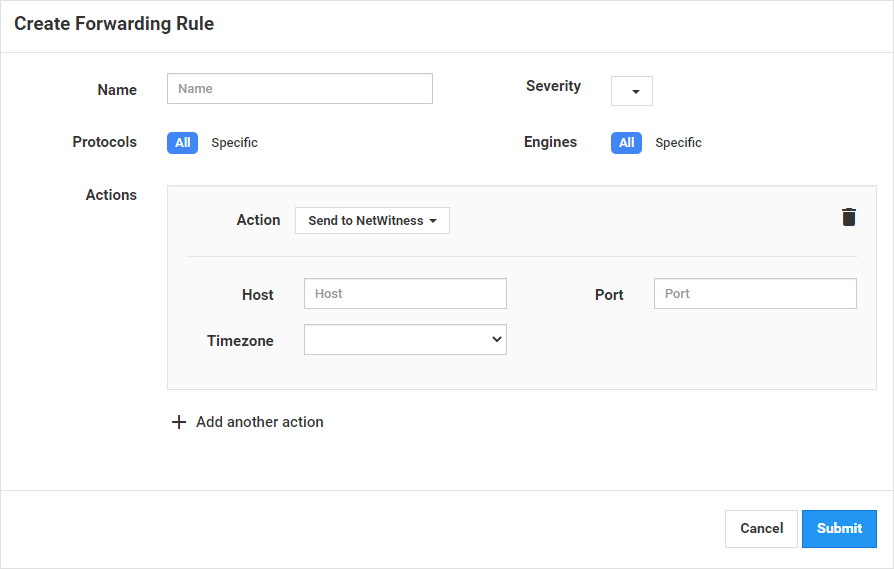 Create Forwarding Rule
Name Name Severity
Protocols All Specific Engines All Specific
Actions
Action Send to NetWitness
Host Host Port Port
Timezone
Add another action
Cancel Submit